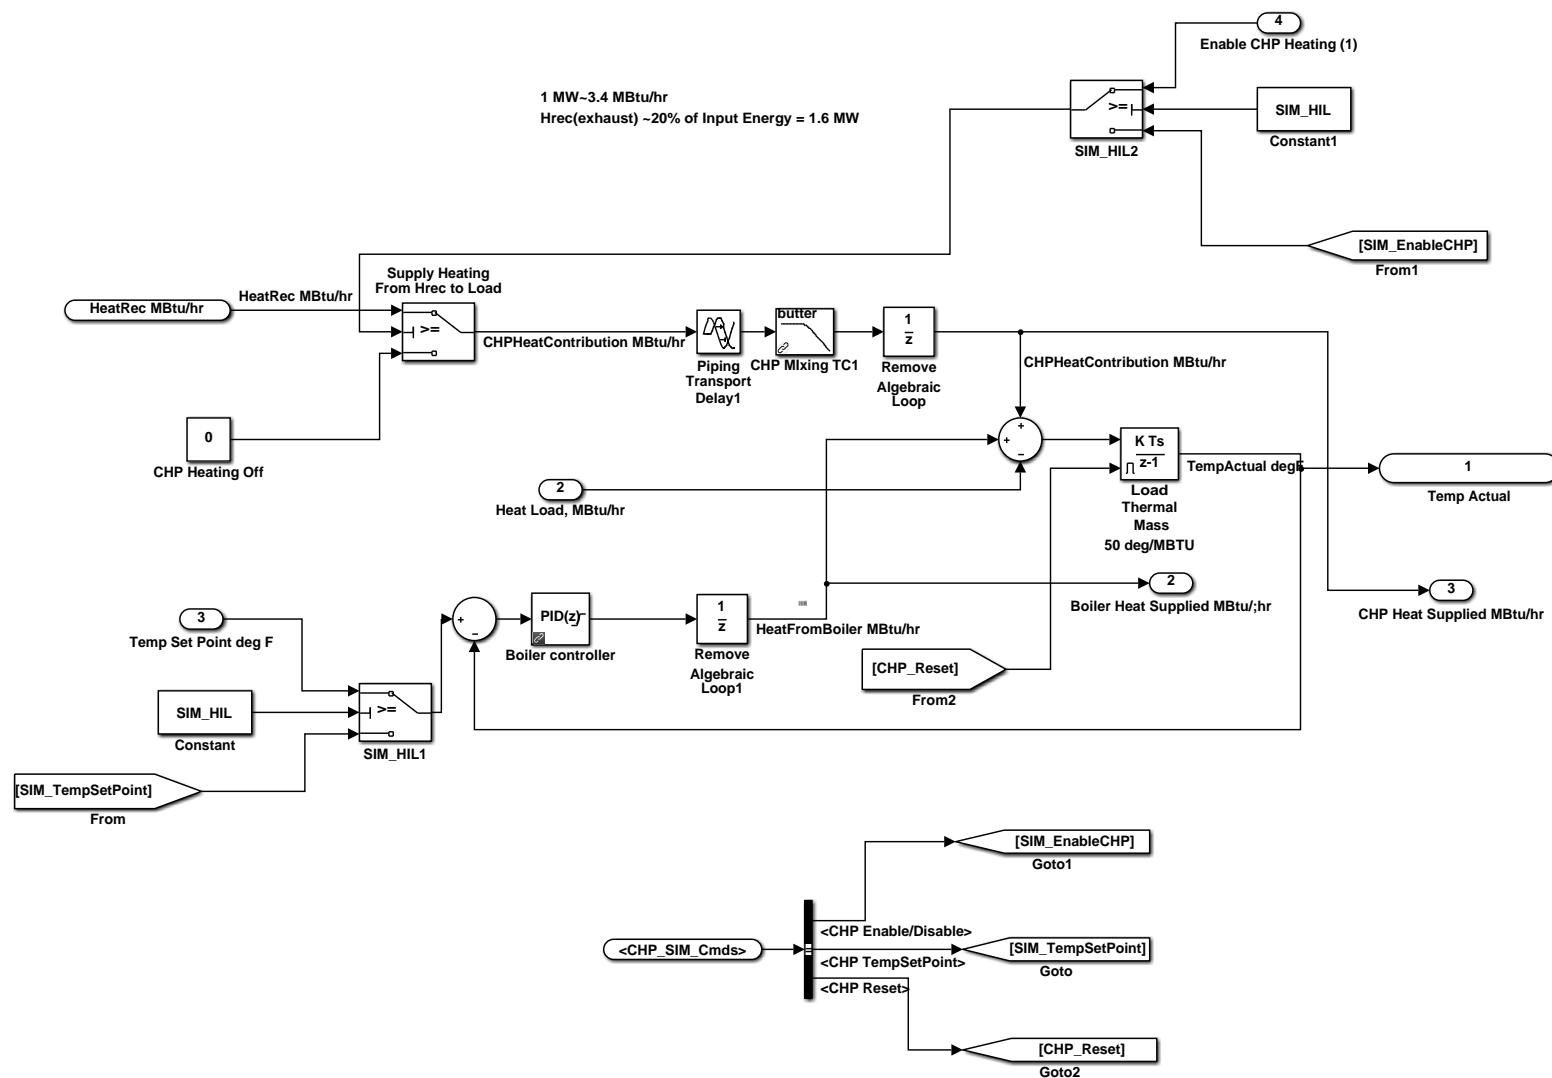 4
Enable CHP Heating (1)
1 MW~3.4 MBtu/hr
Hrec(exhaust) ~20% of Input Energy = 1.6 MW
>=
SIM_HIL
SIM_HIL2
Constant1
[SIM_EnableCHP]
From1
Supply Heating
From Hrec to Load
HeatRec MBtu/hr
HeatRec MBtu/hr
>=
CHPHeatContribution MBtu/hr
butter
1
z
Piping
Transport
Delay1
CHP MIxing TC1
Remove
Algebraic
Loop
CHPHeatContribution MBtu/hr
0
CHP Heating Off
+
+
−
K Ts
z-1
TempActual degF
1
Temp Actual
Load
Thermal
Mass
50 deg/MBTU
2
Heat Load, MBtu/hr
2
Boiler Heat Supplied MBtu/;hr
3
CHP Heat Supplied MBtu/hr
3
Temp Set Point deg F
+
−
PID(z)
Boiler controller
1
z
HeatFromBoiler MBtu/hr
Remove
Algebraic
Loop1
[CHP_Reset]
From2
SIM_HIL
Constant
>=
SIM_HIL1
[SIM_TempSetPoint]
From
[SIM_EnableCHP]
Goto1
<CHP_SIM_Cmds>
<CHP Enable/Disable>
<CHP TempSetPoint>
<CHP Reset>
[SIM_TempSetPoint]
Goto
[CHP_Reset]
Goto2